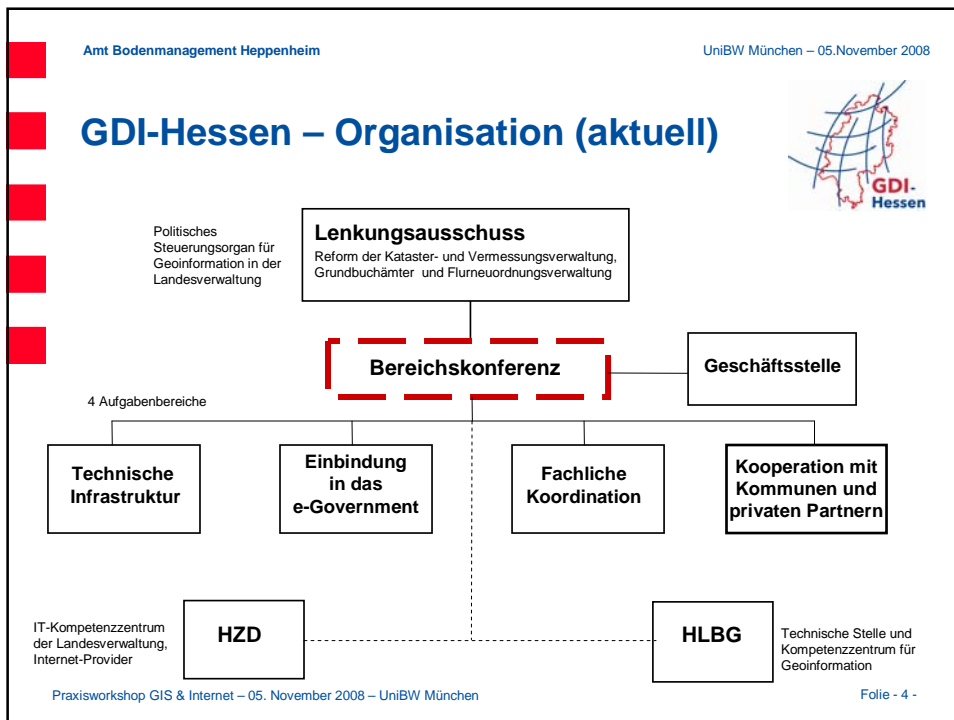 Amt Bodenmanagement Heppenheim
UniBW München – 05.November 2008
GDI-Hessen – Organisation (aktuell)
GDI-
Hessen
Politisches
Steuerungsorgan für
Geoinformation in der
Landesverwaltung
Lenkungsausschuss
Reform der Kataster- und Vermessungsverwaltung,
Grundbuchämter und Flurneuordnungsverwaltung
Bereichskonferenz
Geschäftsstelle
4 Aufgabenbereiche
Technische
Infrastruktur
Einbindung
in das
e-Government
Fachliche
Koordination
Kooperation mit
Kommunen und
privaten Partnern
IT-Kompetenzzentrum
der Landesverwaltung,
Internet-Provider
HZD
HLBG
Technische Stelle und
Kompetenzzentrum für
Geoinformation
Praxisworkshop GIS & Internet – 05. November 2008 – UniBW München
Folie - 4 -